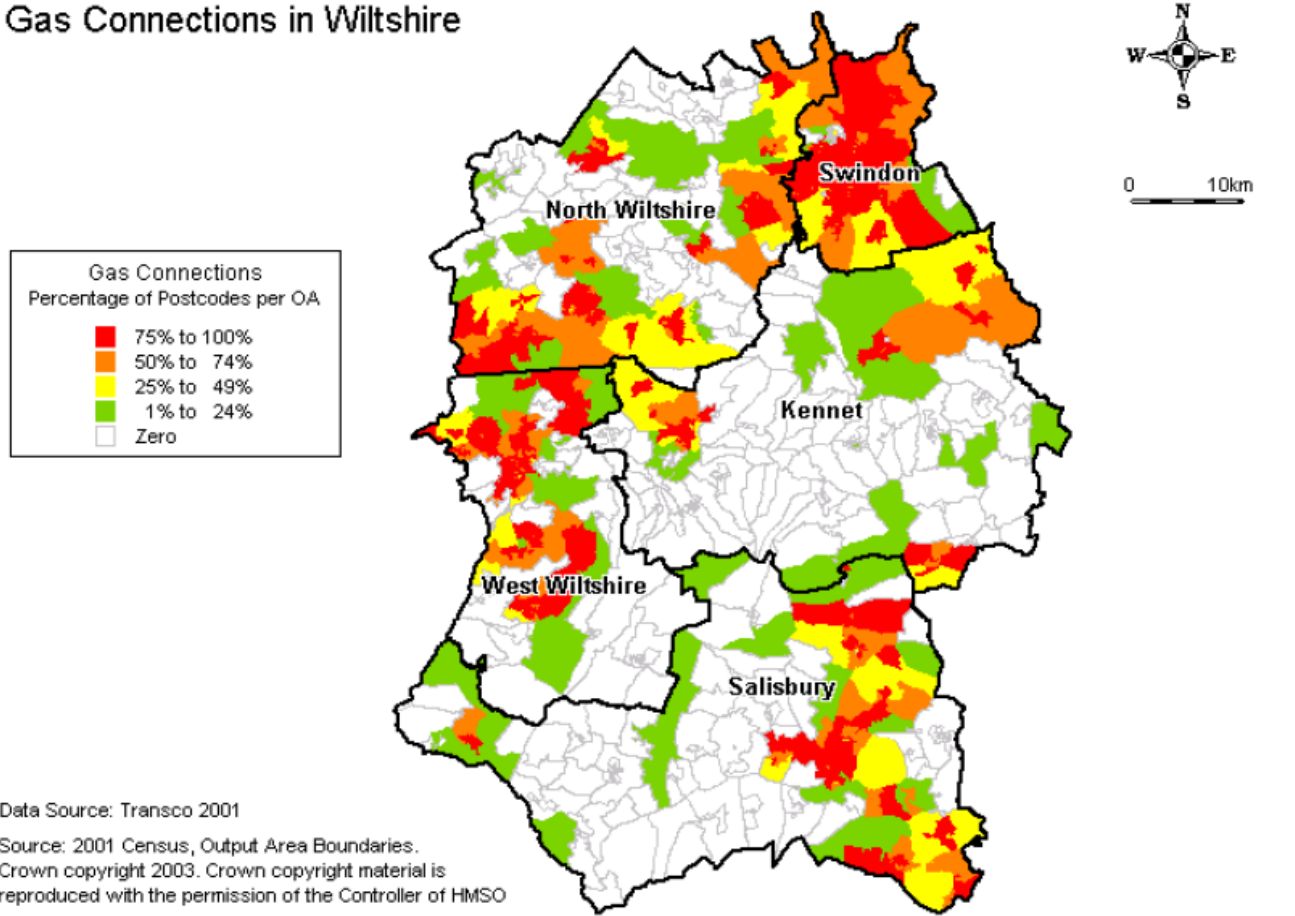 Gas Connections in Wiltshire
N
W E
S
0 10km
Swindon
North Wiltshire
Gas Connections
Percentage of Postcodes per OA
75% to 100%
50% to 74%
25% to 49%
1% to 24%
Zero
Kennet
West Wiltshire
Salisbury
Data Source: Transco 2001
Source: 2001 Census, Output Area Boundaries.
Crown copyright 2003. Crown copyright material is
reproduced with the permission of the Controller of HMSO